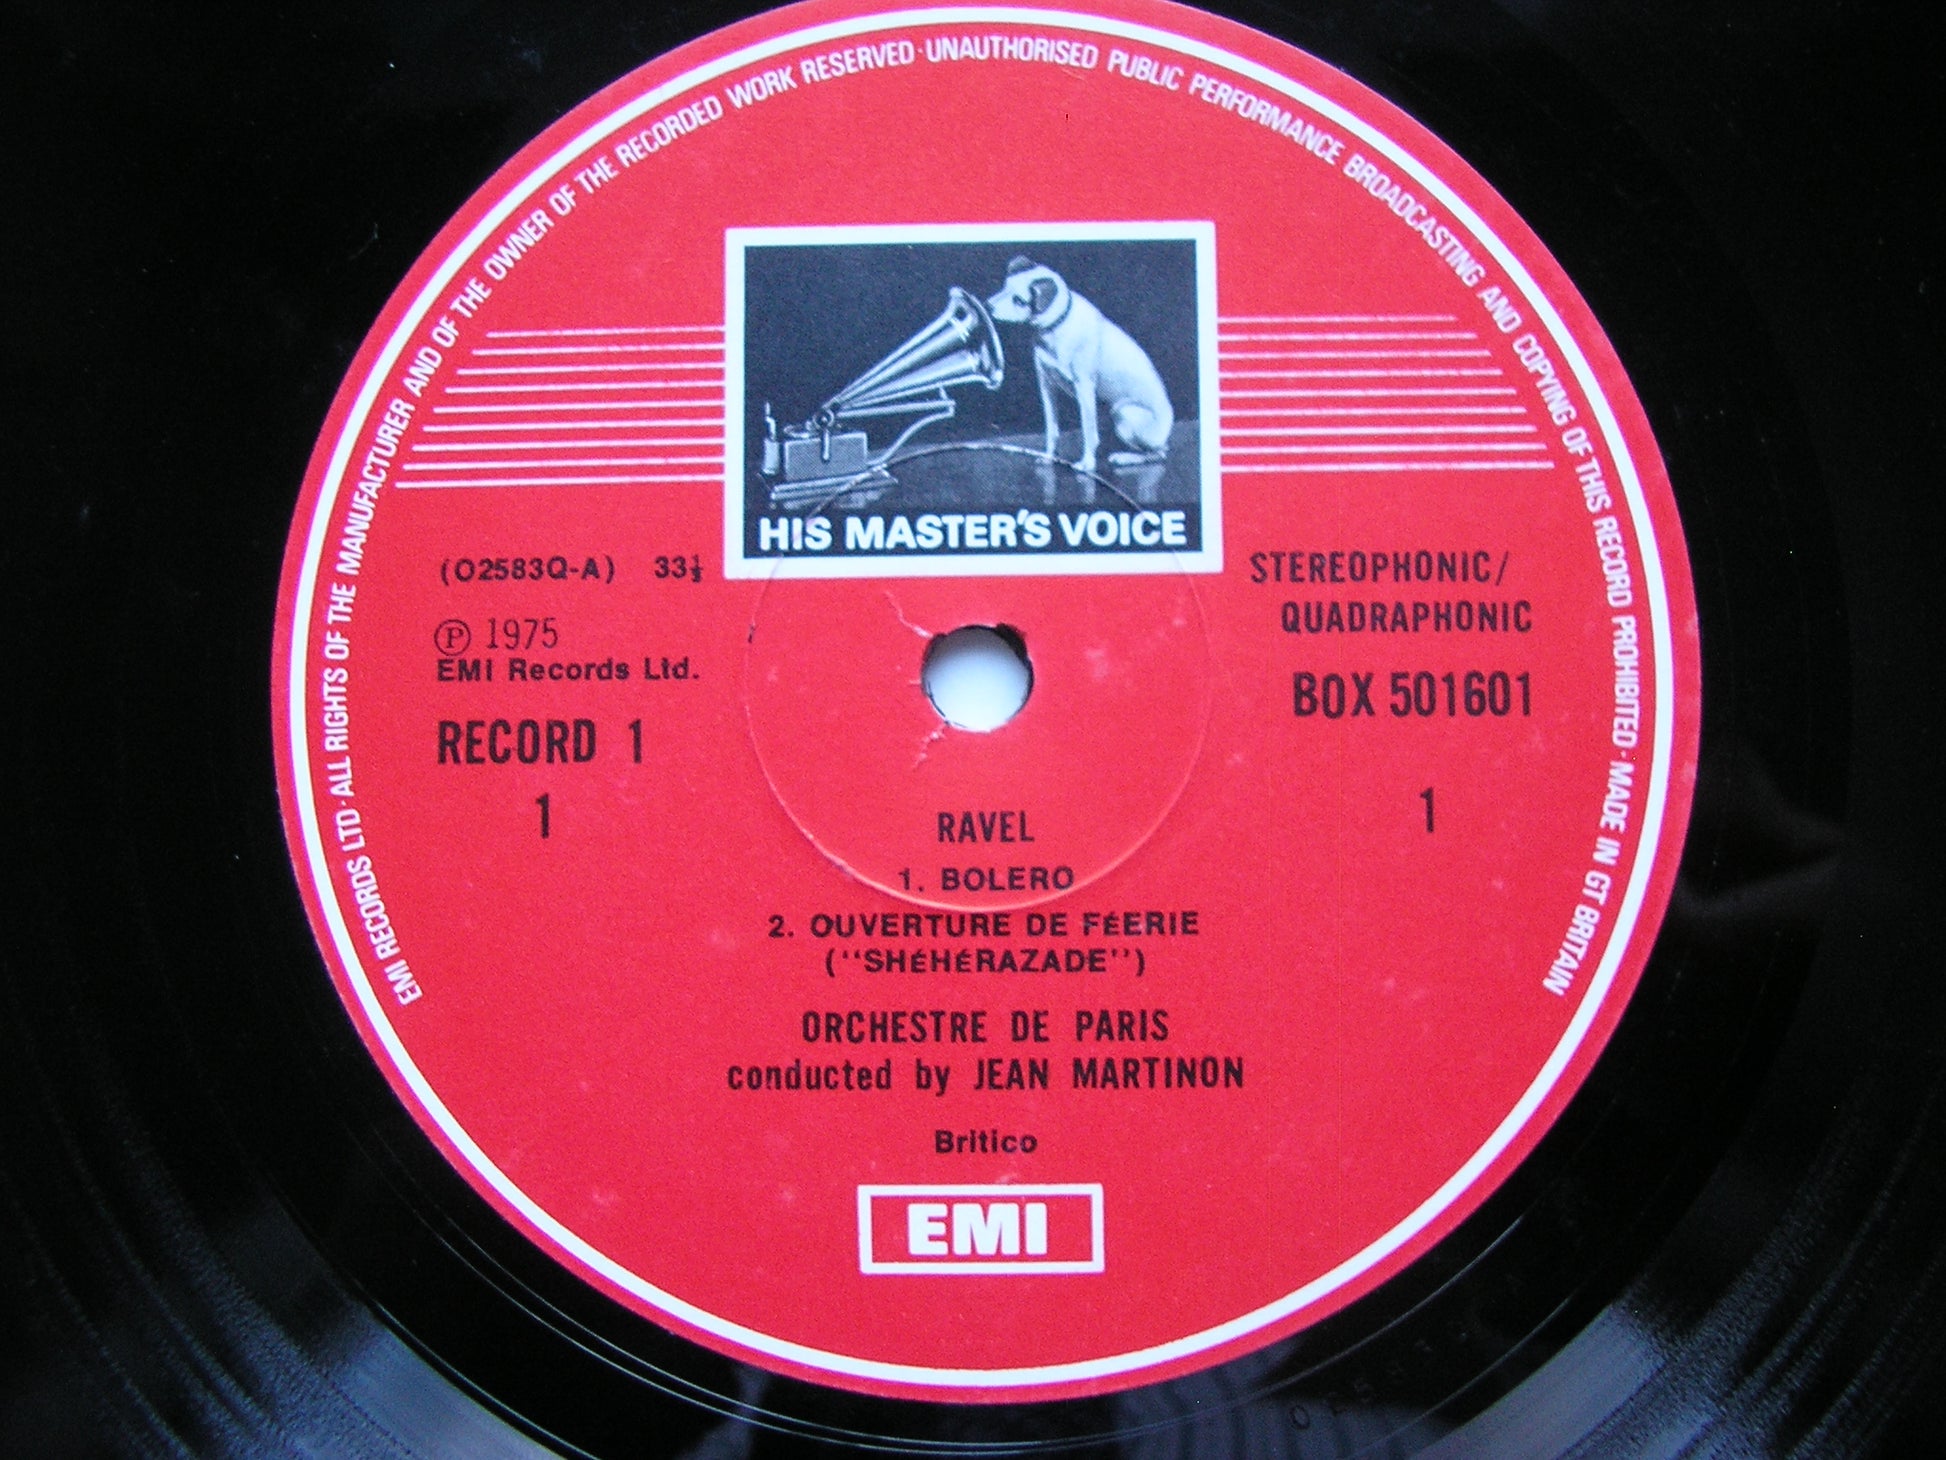 EMI RECORDS LTD · ALL RIGHTS OF THE MANUFACTURER AND OF THE OWNER OF THE RECORDED WORK RESERVED · UNAUTHORISED PUBLIC PERFORMANCE BROADCASTING AND COPYING OF THIS RECORD PROHIBITED · MADE IN GT BRITAIN
HIS MASTER'S VOICE
(02583Q-A) 33⅓
Ⓟ 1975
EMI Records Ltd.
RECORD 1
1
STEREOPHONIC/
QUADRAPHONIC
BOX 501601
1
RAVEL
1. BOLERO
2. OUVERTURE DE FÉERIE
(''SHÉHÉRAZADE'')
ORCHESTRE DE PARIS
conducted by JEAN MARTINON
Britico
EMI